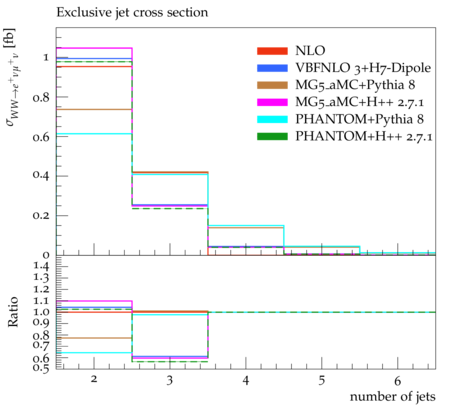 Exclusive jet cross section
σWW→e+νμ+ν [fb]
NLO
VBFNLO 3+H7-Dipole
MG5_aMC+Pythia 8
MG5_aMC+H++ 2.7.1
PHANTOM+Pythia 8
PHANTOM+H++ 2.7.1
1
0.8
0.6
0.4
0.2
0
Ratio
1.4
1.3
1.2
1.1
1.0
0.9
0.8
0.7
0.6
0.5
2 3 4 5 6
number of jets